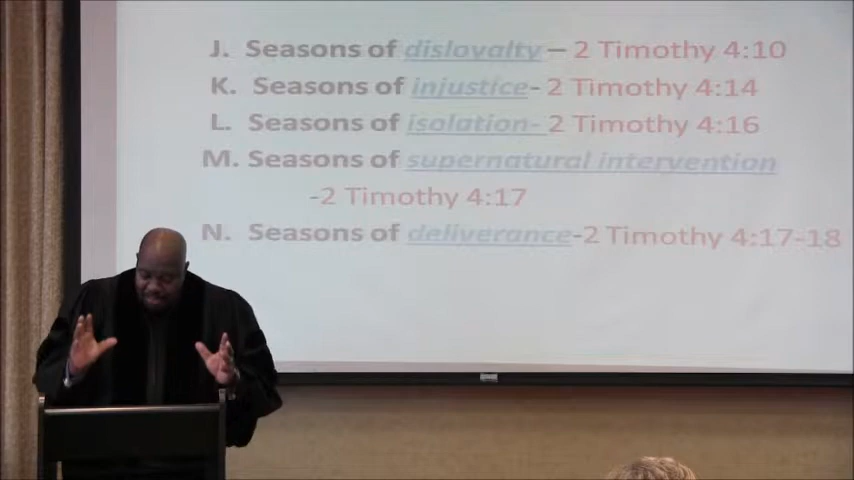 J. Seasons of disloyalty – 2 Timothy 4:10
K. Seasons of injustice- 2 Timothy 4:14
L. Seasons of isolation- 2 Timothy 4:16
M. Seasons of supernatural intervention
-2 Timothy 4:17
N. Seasons of deliverance-2 Timothy 4:17-18